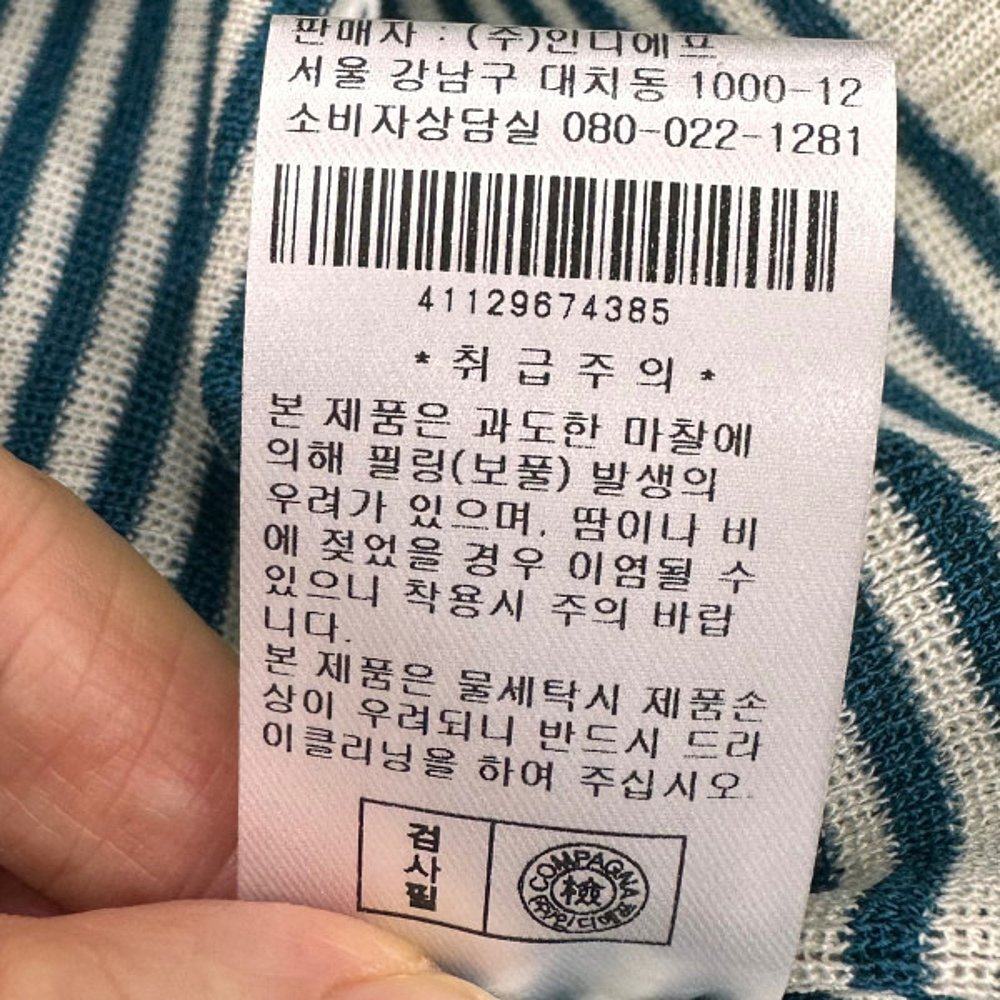 판매자 : (주)인디에프
서울 강남구 대치동 1000-12
소비자상담실 080-022-1281
41129674385
* 취 급 주 의 *
본 제품은 과도한 마찰에
의해 필링(보풀) 발생의
우려가 있으며, 땀이나 비
에 젖었을 경우 이염될 수
있으니 착용시 주의 바랍
니다.
본 제품은 물세탁시 제품손
상이 우려되니 반드시 드라
이클리닝을 하여 주십시오.
검사필
COMPAGNA
檢
(주)인디에프